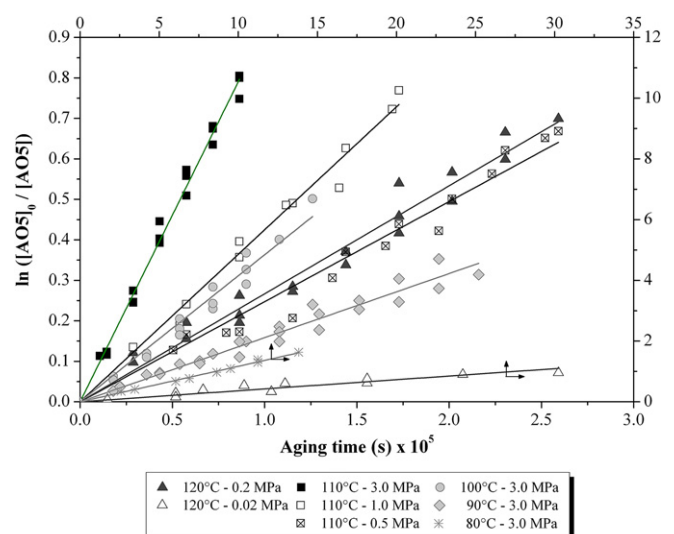 0 5 10 15 20 25 30 35
0.9 12
0.8 10
0.7
0.6 8
0.5
0.4 6
0.3 4
0.2 2
0.1
0.0 0
ln ([AO5]0 / [AO5])
0.0 0.5 1.0 1.5 2.0 2.5 3.0
Aging time (s) x 10⁵
120°C - 0.2 MPa 110°C - 3.0 MPa 100°C - 3.0 MPa
120°C - 0.02 MPa 110°C - 1.0 MPa 90°C - 3.0 MPa
110°C - 0.5 MPa 80°C - 3.0 MPa